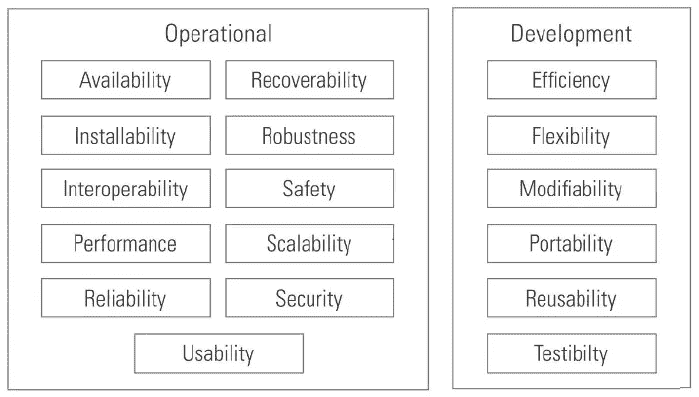 Operational
Availability
Recoverability
Installability
Robustness
Interoperability
Safety
Performance
Scalability
Reliability
Security
Usability
Development
Efficiency
Flexibility
Modifiability
Portability
Reusability
Testibilty